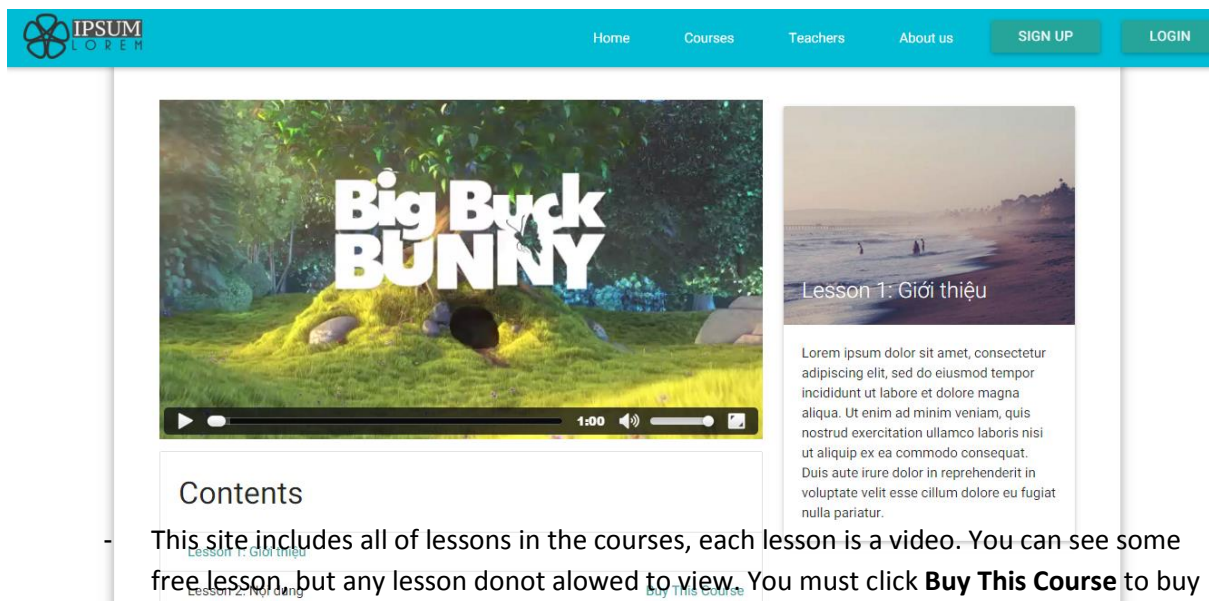 IPSUM
LOREM
Home Courses Teachers About us SIGN UP LOGIN
Big Buck
BUNNY
1:00
Lesson 1: Giới thiệu
Lorem ipsum dolor sit amet, consectetur
adipiscing elit, sed do eiusmod tempor
incididunt ut labore et dolore magna
aliqua. Ut enim ad minim veniam, quis
nostrud exercitation ullamco laboris nisi
ut aliquip ex ea commodo consequat.
Duis aute irure dolor in reprehenderit in
voluptate velit esse cillum dolore eu fugiat
nulla pariatur.
Contents
Lesson 1: Giới thiệu
- This site includes all of lessons in the courses, each lesson is a video. You can see some
Lesson 2: Nội dung Buy This Course
free lesson, but any lesson donot alowed to view. You must click Buy This Course to buy